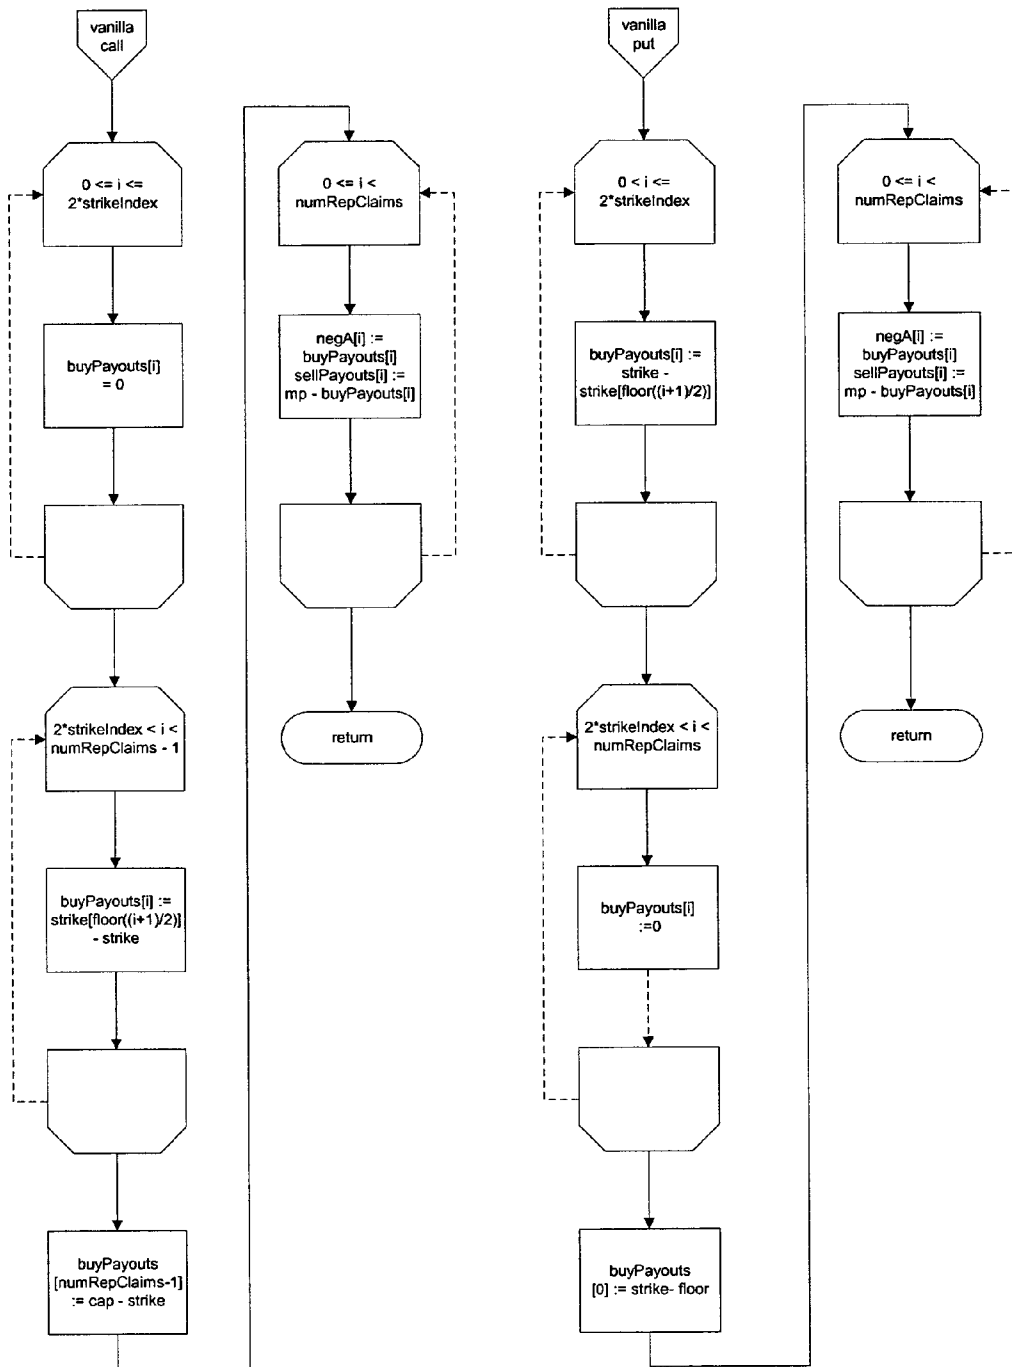 vanilla
call
0 <= i <=
2*strikeIndex
buyPayouts[i]
= 0
2*strikeIndex < i <
numRepClaims - 1
buyPayouts[i] :=
strike[floor((i+1)/2)]
- strike
buyPayouts
[numRepClaims-1]
:= cap - strike
0 <= i <
numRepClaims
negA[i] :=
buyPayouts[i]
sellPayouts[i] :=
mp - buyPayouts[i]
return
vanilla
put
0 < i <=
2*strikeIndex
buyPayouts[i] :=
strike -
strike[floor((i+1)/2)]
2*strikeIndex < i <
numRepClaims
buyPayouts[i]
:=0
buyPayouts
[0] := strike- floor
0 <= i <
numRepClaims
negA[i] :=
buyPayouts[i]
sellPayouts[i] :=
mp - buyPayouts[i]
return